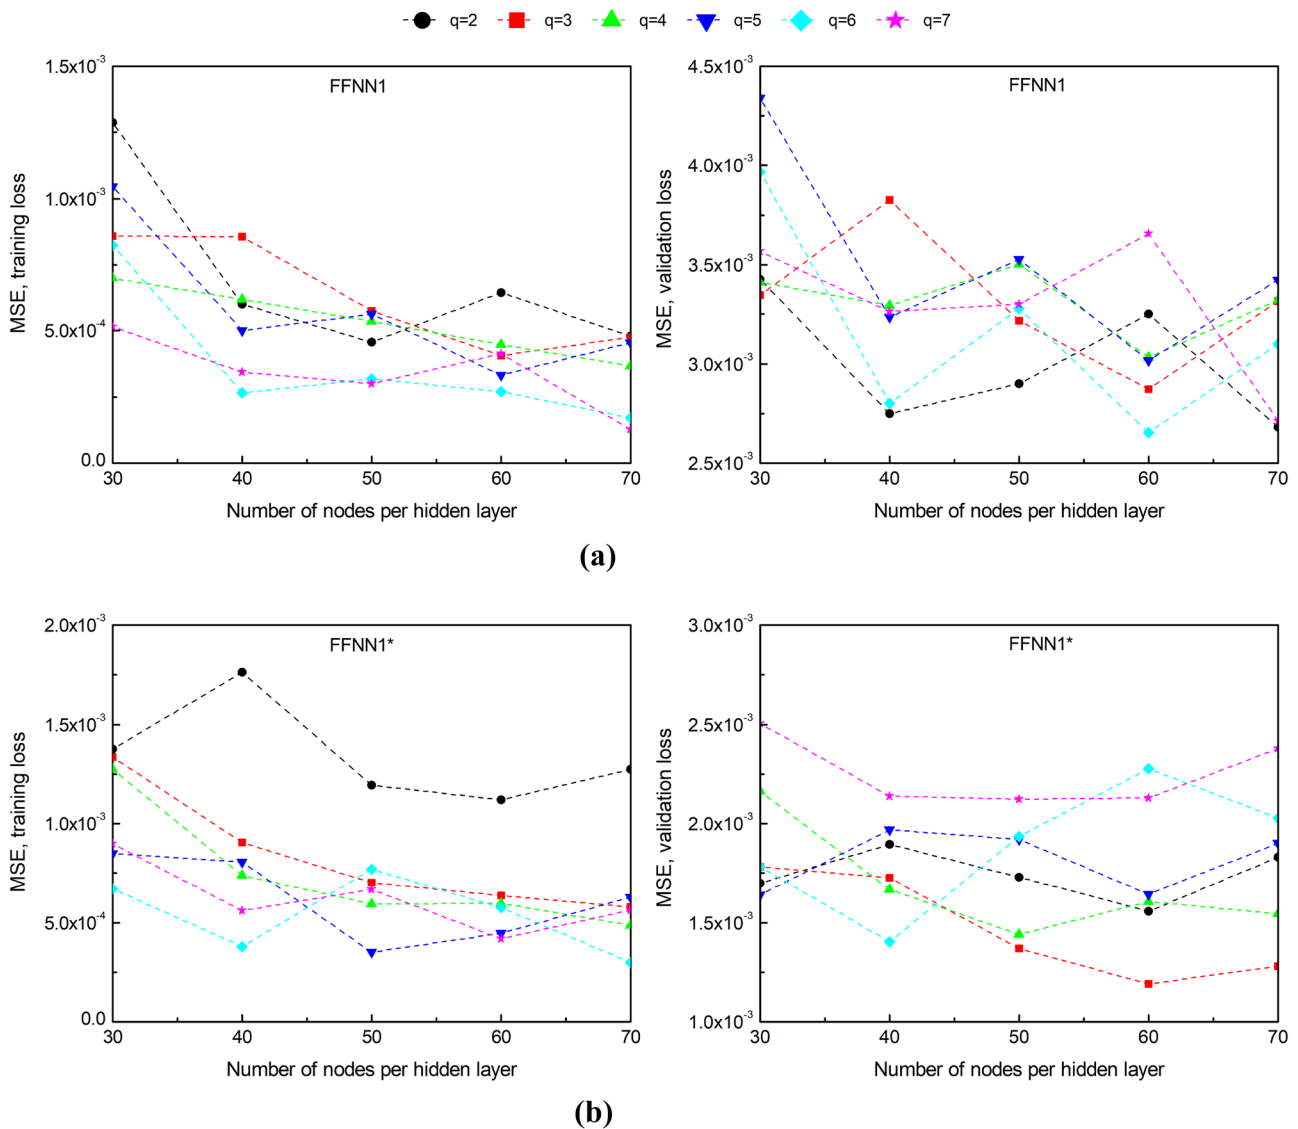 q=2 q=3 q=4 q=5 q=6 q=7
FFNN1
MSE, training loss
1.5x10⁻³
1.0x10⁻³
5.0x10⁻⁴
0.0
30 40 50 60 70
Number of nodes per hidden layer
FFNN1
MSE, validation loss
4.5x10⁻³
4.0x10⁻³
3.5x10⁻³
3.0x10⁻³
2.5x10⁻³
30 40 50 60 70
Number of nodes per hidden layer
(a)
FFNN1*
MSE, training loss
2.0x10⁻³
1.5x10⁻³
1.0x10⁻³
5.0x10⁻⁴
0.0
30 40 50 60 70
Number of nodes per hidden layer
FFNN1*
MSE, validation loss
3.0x10⁻³
2.5x10⁻³
2.0x10⁻³
1.5x10⁻³
1.0x10⁻³
30 40 50 60 70
Number of nodes per hidden layer
(b)